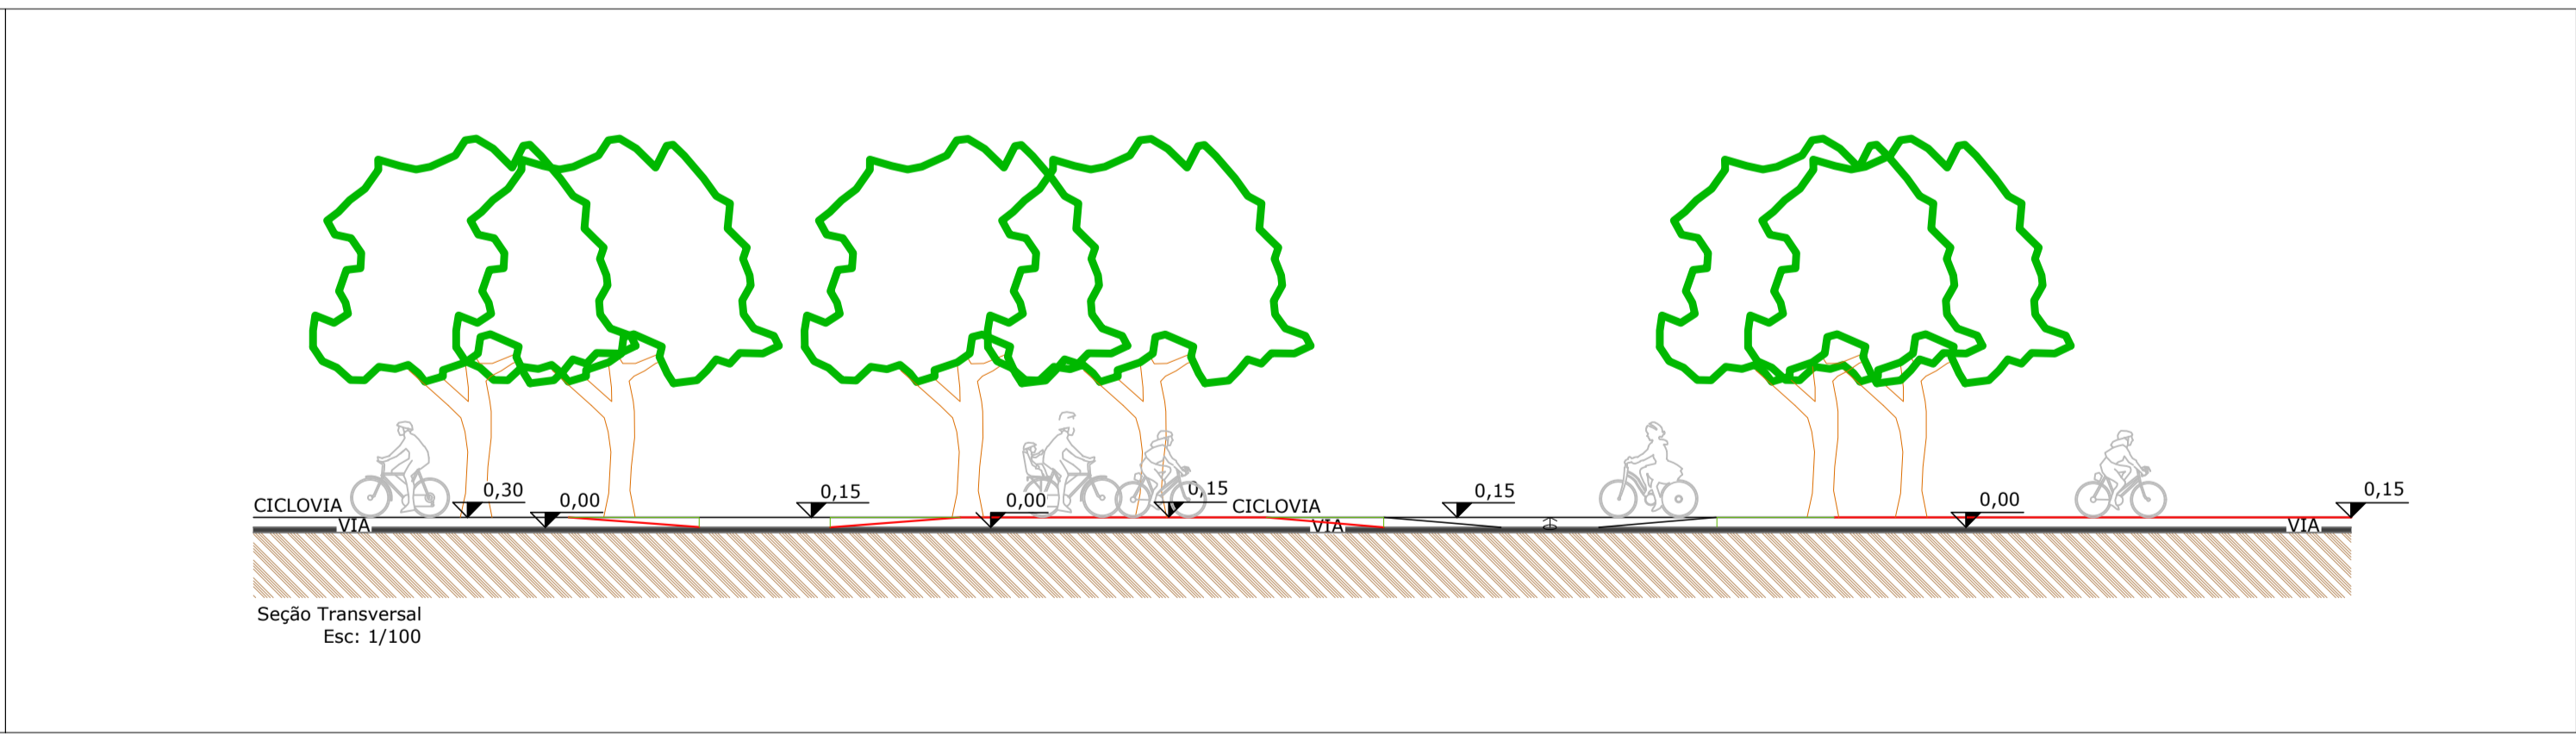 0,30
0,00
0,15
0,00
0,15
0,15
0,00
0,15
CICLOVIA
CICLOVIA
VIA
VIA
VIA
Seção Transversal
Esc: 1/100